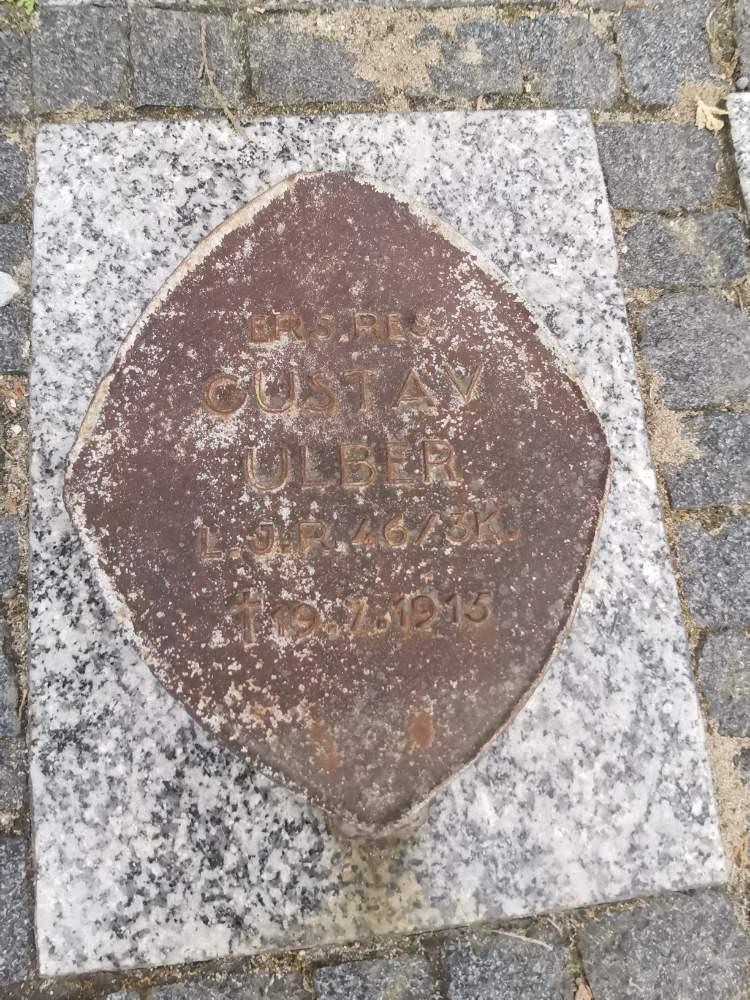 ERS. RES.
GUSTAV
ULBER
L.J.R. 46/3K.
† 19.7.1915